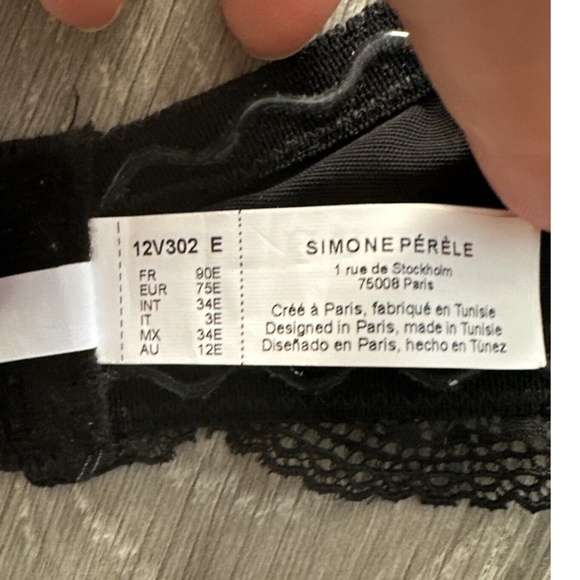 12V302 E
FR 90E
EUR 75E
INT 34E
IT 3E
MX 34E
AU 12E
SIMONE PÉRÈLE
1 rue de Stockholm
75008 Paris
Créé à Paris, fabriqué en Tunisie
Designed in Paris, made in Tunisie
Diseñado en Paris, hecho en Túnez